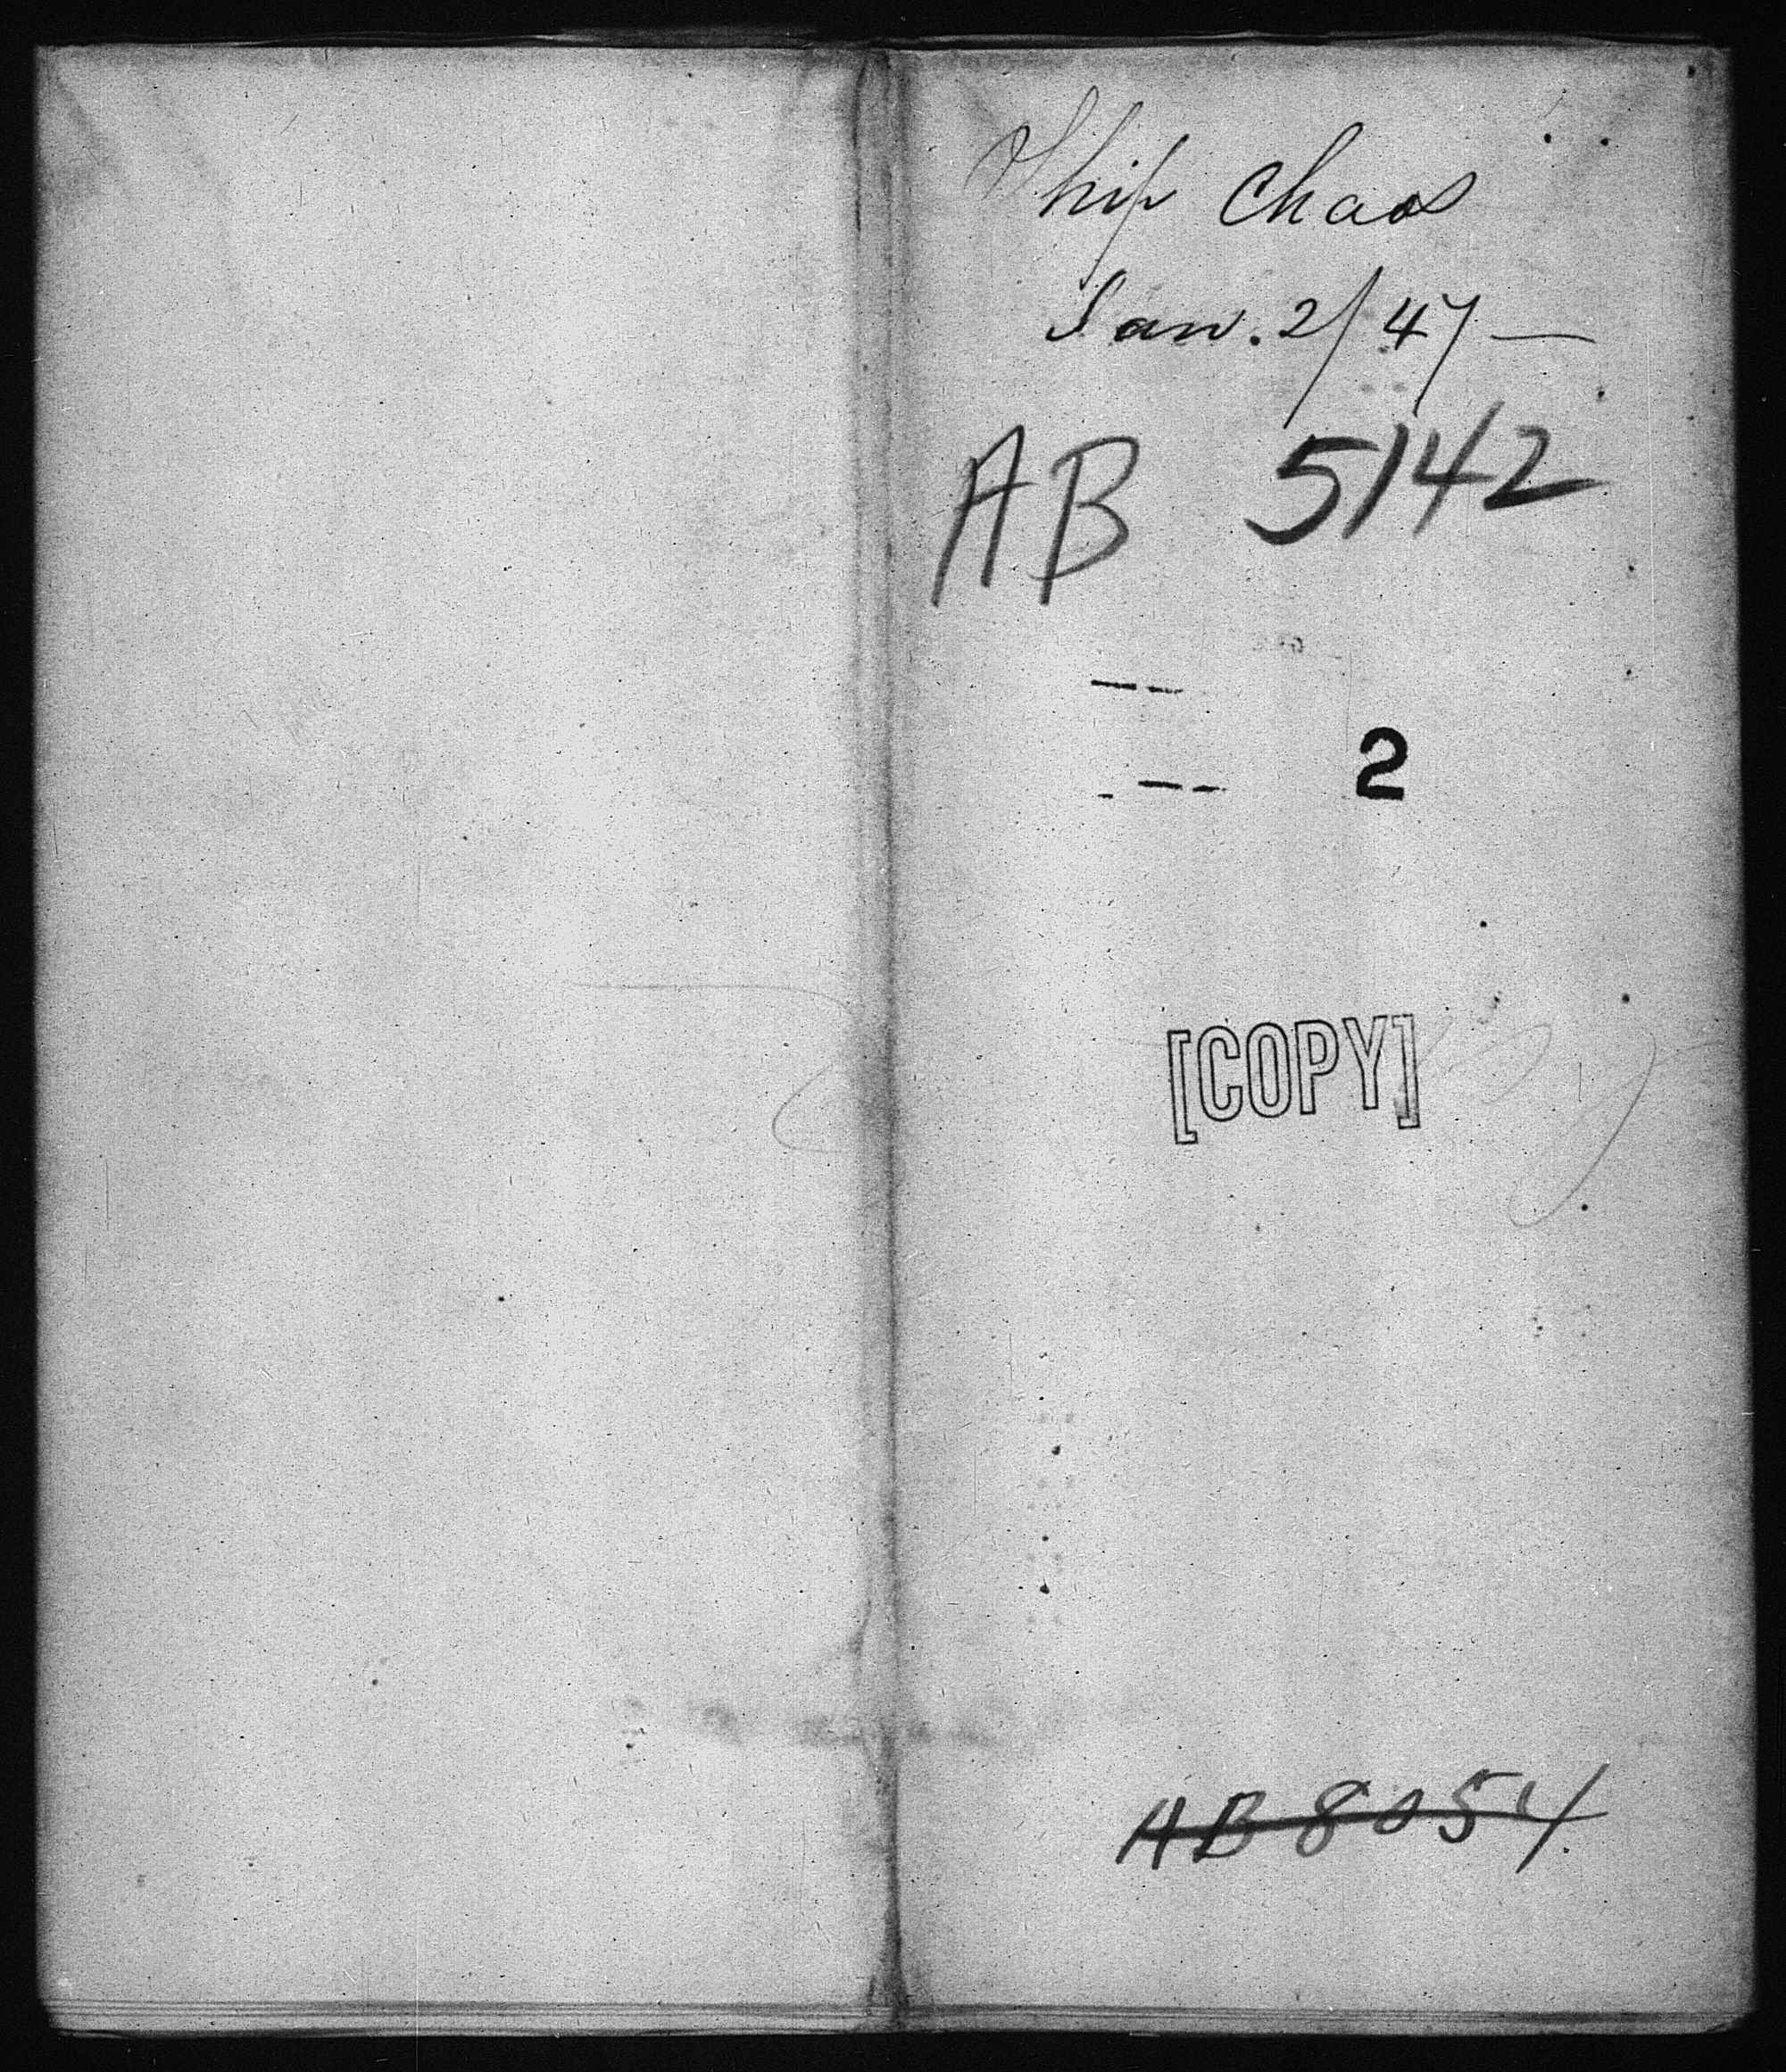 Ship Chaos
Jan. 2/47 —
AB 5142
2
[COPY]
AB 8054